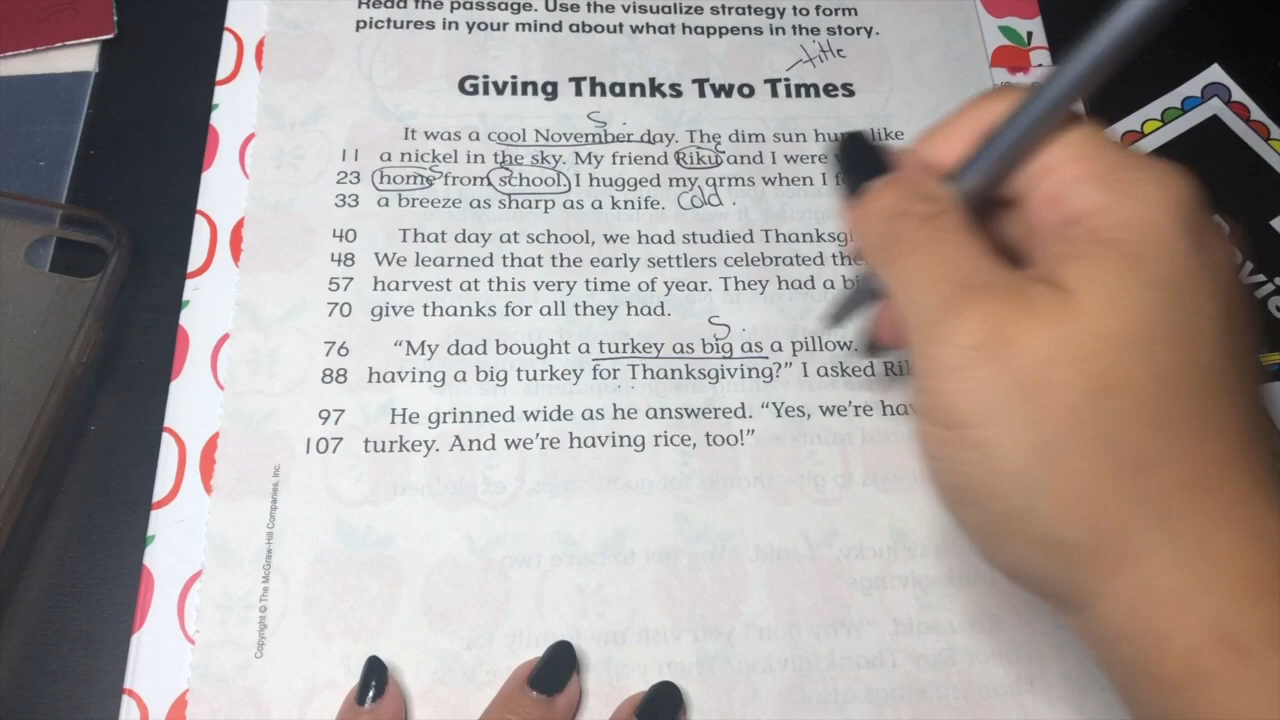 Read the passage. Use the visualize strategy to form
pictures in your mind about what happens in the story.
title
Giving Thanks Two Times
S.
It was a cool November day. The dim sun hung like
11 a nickel in the sky. My friend Riku and I were
23 home from school. I hugged my arms when I
33 a breeze as sharp as a knife. Cold.
40 That day at school, we had studied
48 We learned that the early settlers celebrated
57 harvest at this very time of year. They had a
70 give thanks for all they had.
S.
76 “My dad bought a turkey as big as a pillow.
88 having a big turkey for Thanksgiving?” I asked
97 He grinned wide as he answered. “Yes, we’re
107 turkey. And we’re having rice, too!”
Copyright © The McGraw-Hill Companies, Inc.